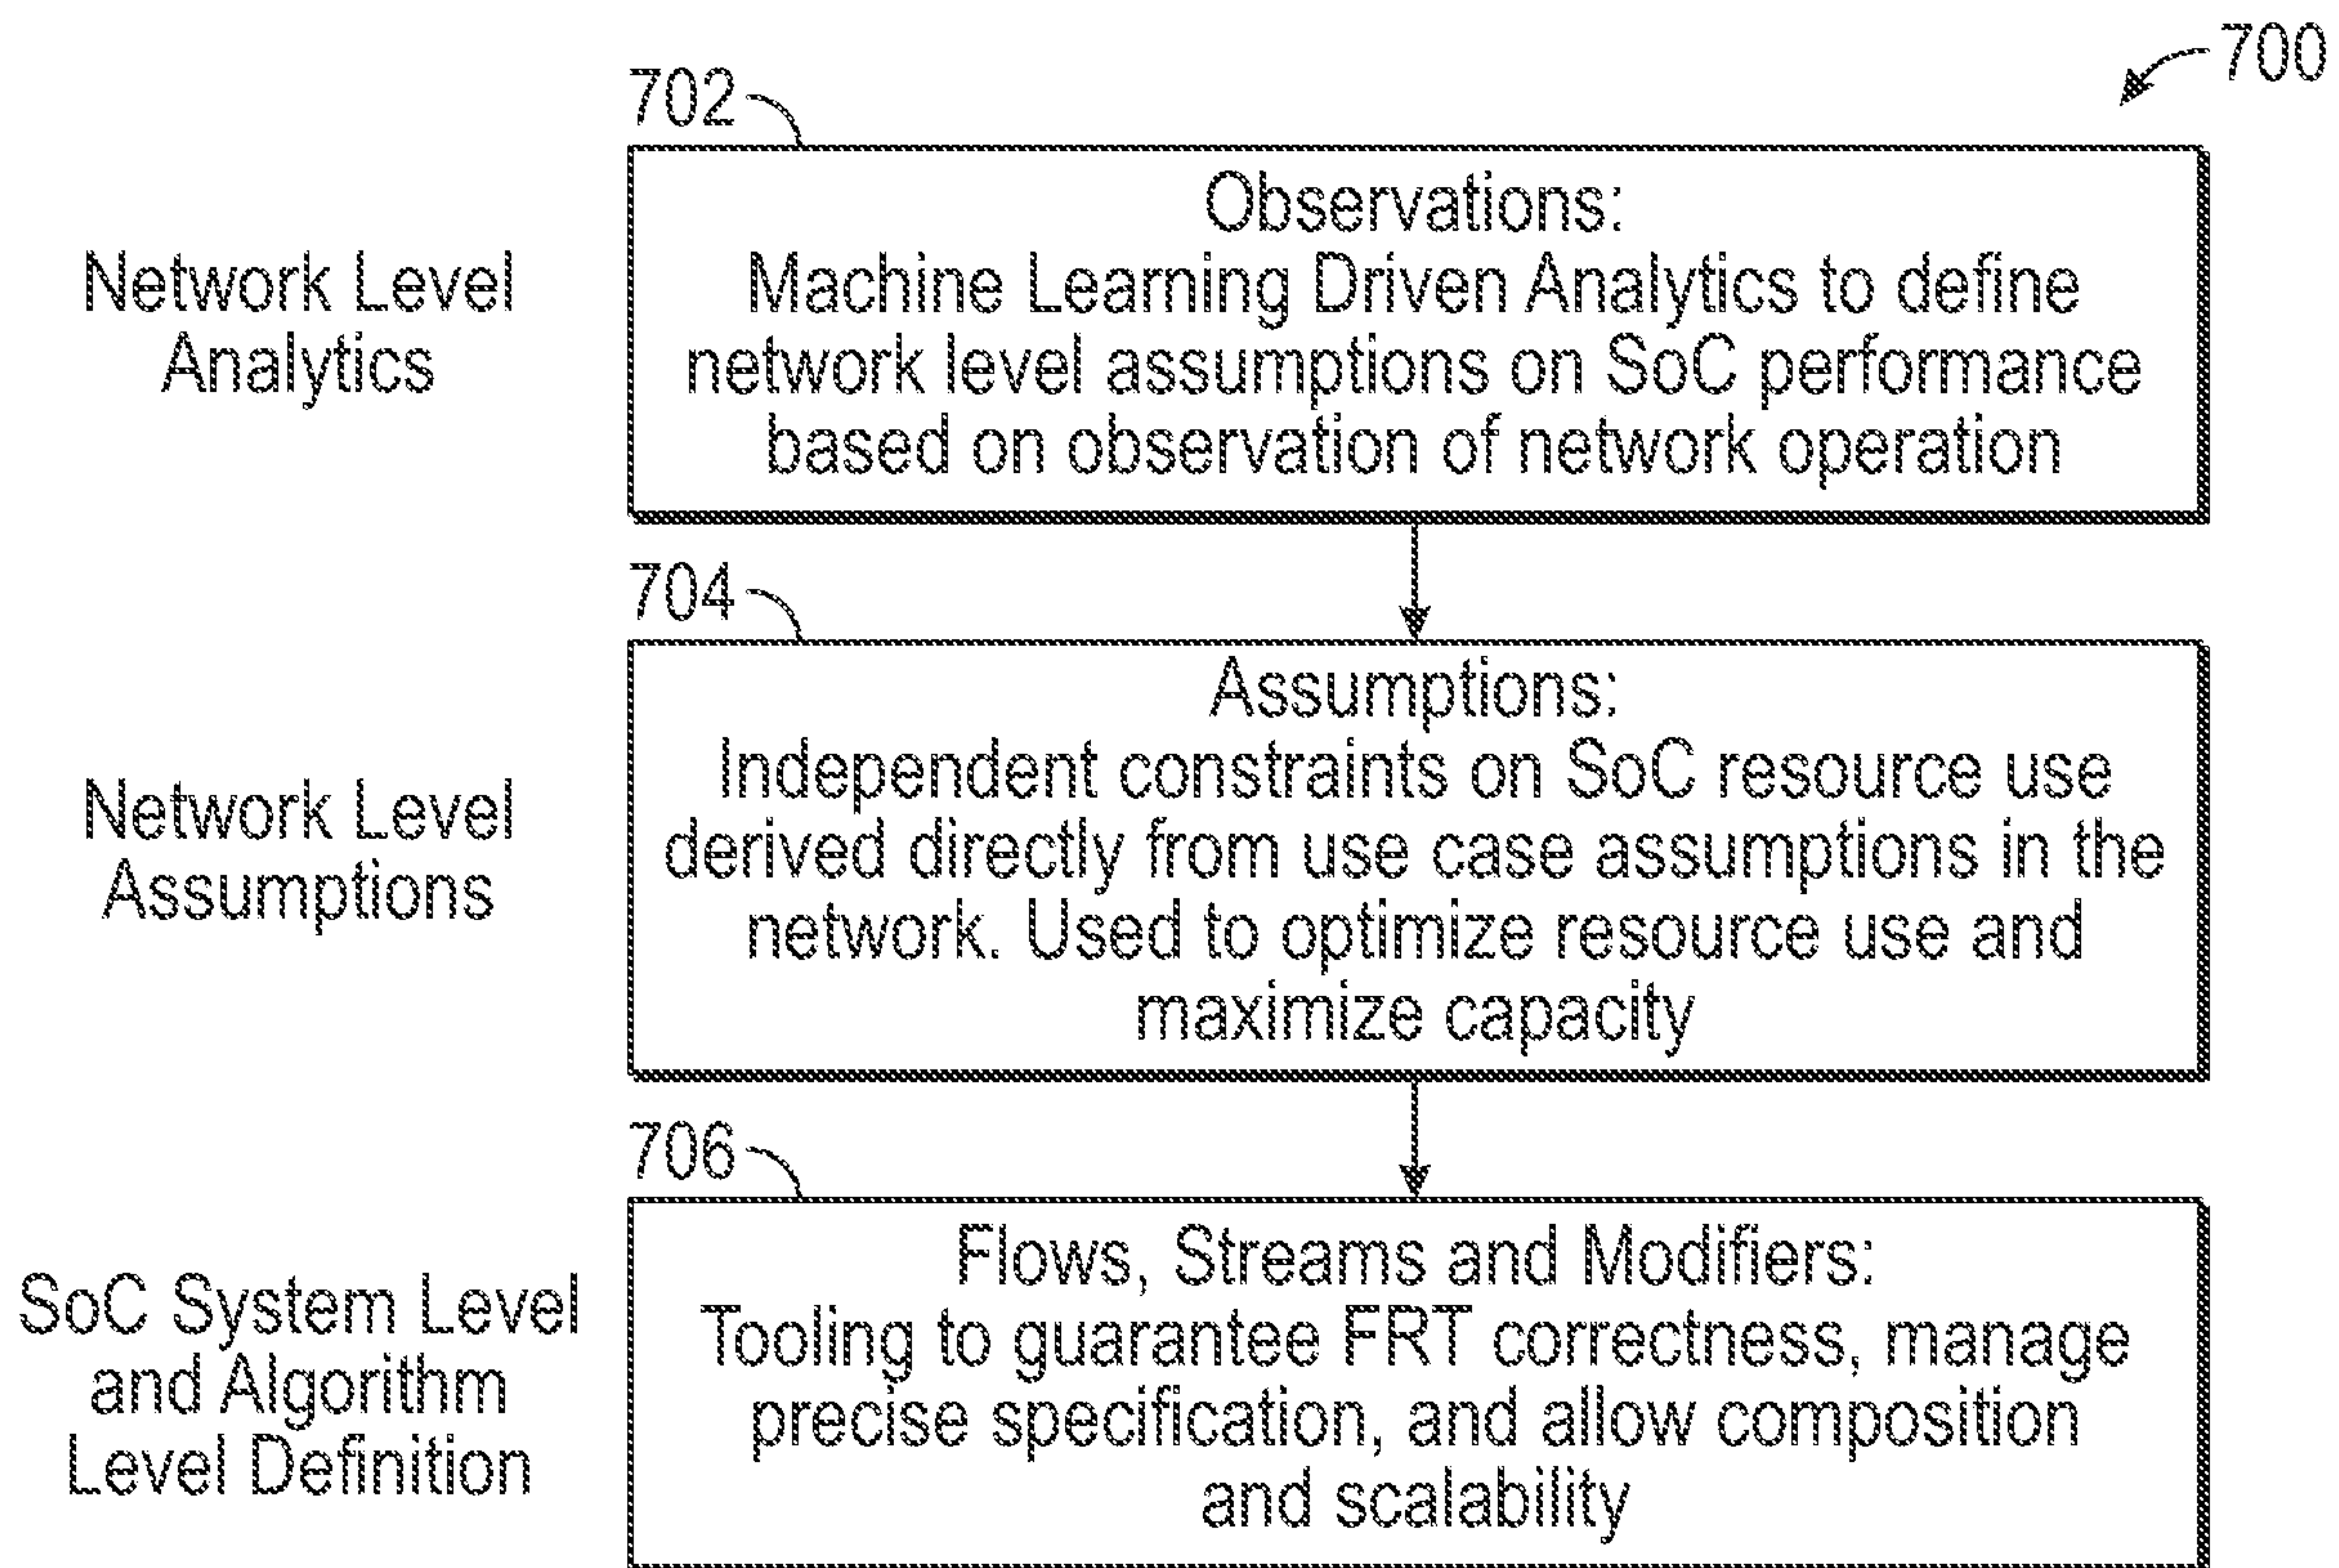 700
702
Network Level
Analytics
Observations:
Machine Learning Driven Analytics to define
network level assumptions on SoC performance
based on observation of network operation
704
Network Level
Assumptions
Assumptions:
Independent constraints on SoC resource use
derived directly from use case assumptions in the
network. Used to optimize resource use and
maximize capacity
706
SoC System Level
and Algorithm
Level Definition
Flows, Streams and Modifiers:
Tooling to guarantee FRT correctness, manage
precise specification, and allow composition
and scalability